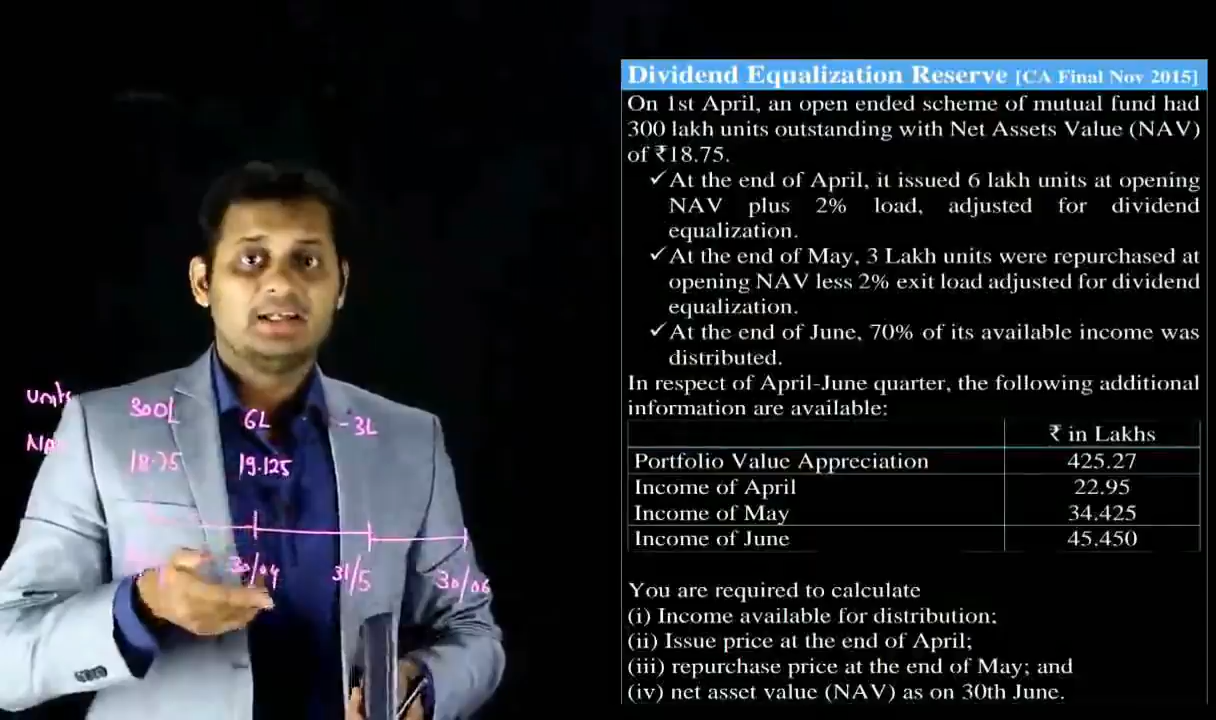 Dividend Equalization Reserve [CA Final Nov 2015]
On 1st April, an open ended scheme of mutual fund had
300 lakh units outstanding with Net Assets Value (NAV)
of ₹18.75.
✓At the end of April, it issued 6 lakh units at opening
NAV plus 2% load, adjusted for dividend
equalization.
✓At the end of May, 3 Lakh units were repurchased at
opening NAV less 2% exit load adjusted for dividend
equalization.
✓At the end of June, 70% of its available income was
distributed.
In respect of April-June quarter, the following additional
information are available:
₹ in Lakhs
Portfolio Value Appreciation 425.27
Income of April 22.95
Income of May 34.425
Income of June 45.450
You are required to calculate
(i) Income available for distribution;
(ii) Issue price at the end of April;
(iii) repurchase price at the end of May; and
(iv) net asset value (NAV) as on 30th June.
units 300L 6L -3L
18.75 19.125
30/04 31/5 30/06